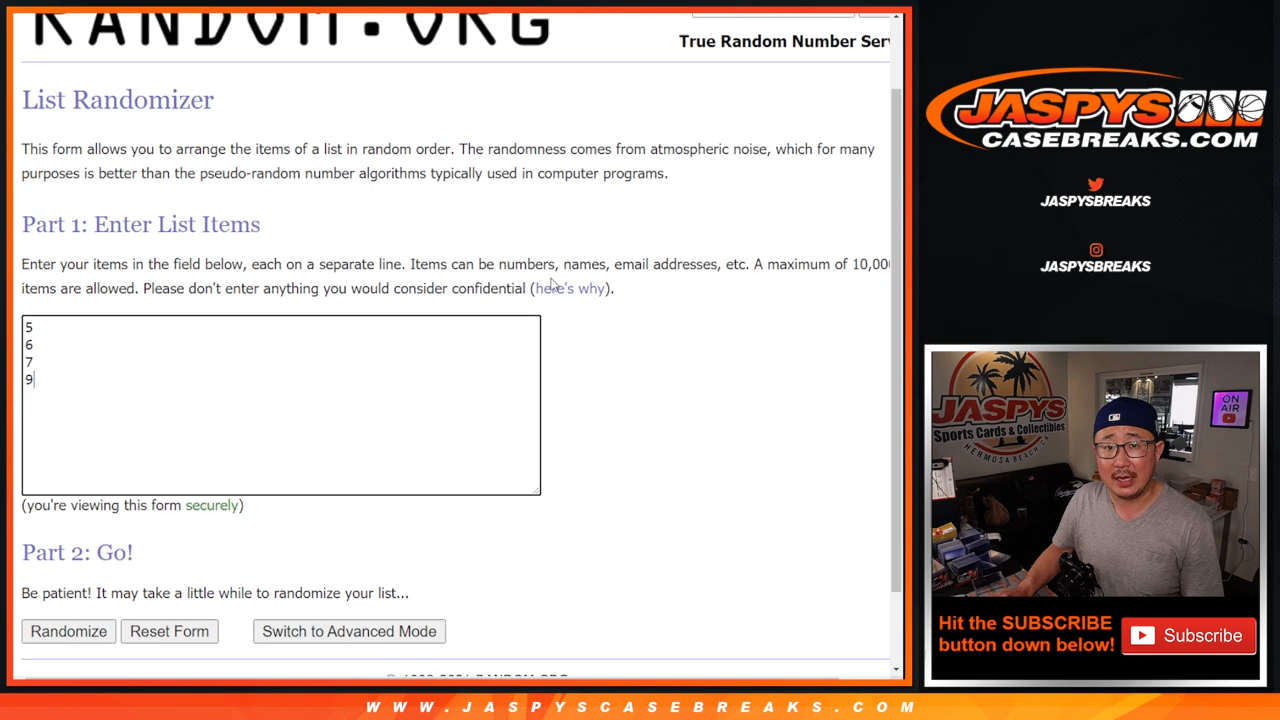 RANDOM.ORG
True Random Number Serv
List Randomizer
This form allows you to arrange the items of a list in random order. The randomness comes from atmospheric noise, which for many
purposes is better than the pseudo-random number algorithms typically used in computer programs.
Part 1: Enter List Items
Enter your items in the field below, each on a separate line. Items can be numbers, names, email addresses, etc. A maximum of 10,000
items are allowed. Please don't enter anything you would consider confidential (here's why).
5
6
7
9
(you're viewing this form securely)
Part 2: Go!
Be patient! It may take a little while to randomize your list...
Randomize Reset Form Switch to Advanced Mode
JASPYS
CASEBREAKS.COM
JASPYSBREAKS
JASPYSBREAKS
JASPYS
Sports Cards & Collectibles
HERMOSA BEACH CA
ON
AIR
Hit the SUBSCRIBE
button down below!
Subscribe
WWW.JASPYSCASEBREAKS.COM